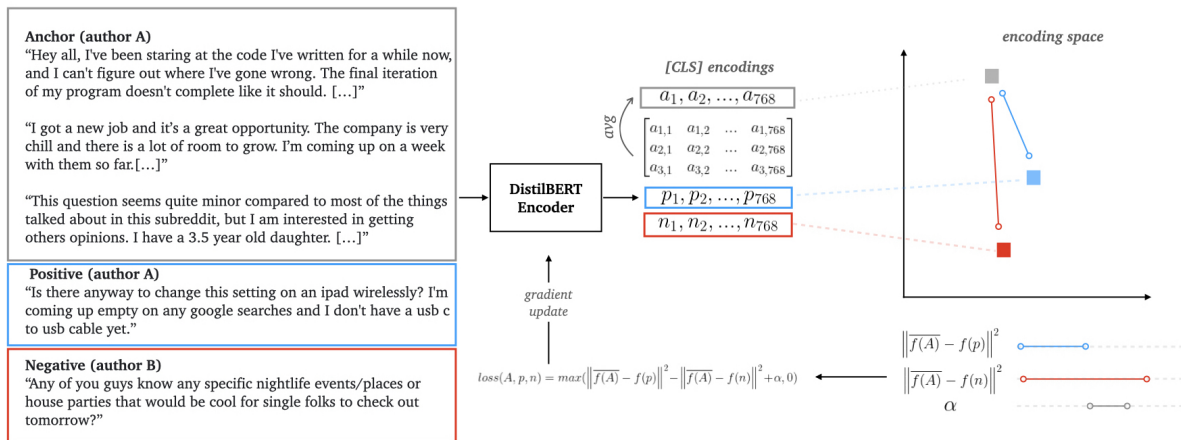 Anchor (author A)
“Hey all, I've been staring at the code I've written for a while now,
and I can't figure out where I've gone wrong. The final iteration
of my program doesn't complete like it should. […]”
“I got a new job and it’s a great opportunity. The company is very
chill and there is a lot of room to grow. I’m coming up on a week
with them so far.[…]”
“This question seems quite minor compared to most of the things
talked about in this subreddit, but I am interested in getting
others opinions. I have a 3.5 year old daughter. […]”
Positive (author A)
“Is there anyway to change this setting on an ipad wirelessly? I'm
coming up empty on any google searches and I don't have a usb c
to usb cable yet.”
Negative (author B)
“Any of you guys know any specific nightlife events/places or
house parties that would be cool for single folks to check out
tomorrow?”
DistilBERT
Encoder
gradient
update
[CLS] encodings
a₁, a₂, ..., a₇₆₈
avg
a₁,₁ a₁,₂ ... a₁,₇₆₈
a₂,₁ a₂,₂ ... a₂,₇₆₈
a₃,₁ a₃,₂ ... a₃,₇₆₈
p₁, p₂, ..., p₇₆₈
n₁, n₂, ..., n₇₆₈
loss(A, p, n) = max(‖f(A)̅ − f(p)‖² − ‖f(A)̅ − f(n)‖² + α, 0)
encoding space
‖f(A)̅ − f(p)‖²
‖f(A)̅ − f(n)‖²
α